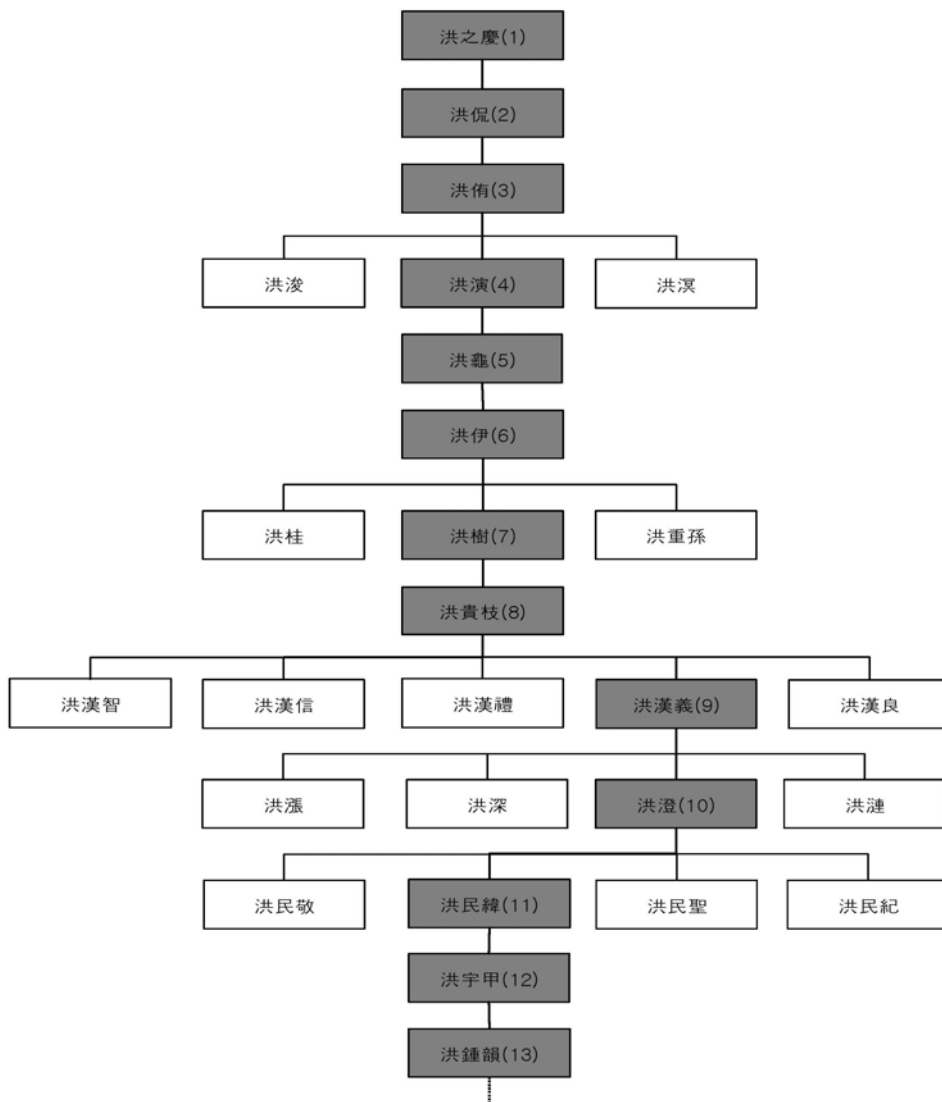 洪之慶(1)
洪侃(2)
洪侑(3)
洪浚
洪演(4)
洪溟
洪龜(5)
洪伊(6)
洪桂
洪樹(7)
洪重孫
洪貴枝(8)
洪漢智
洪漢信
洪漢禮
洪漢義(9)
洪漢良
洪漲
洪深
洪澄(10)
洪漣
洪民敬
洪民緯(11)
洪民聖
洪民紀
洪宇甲(12)
洪鍾韻(13)